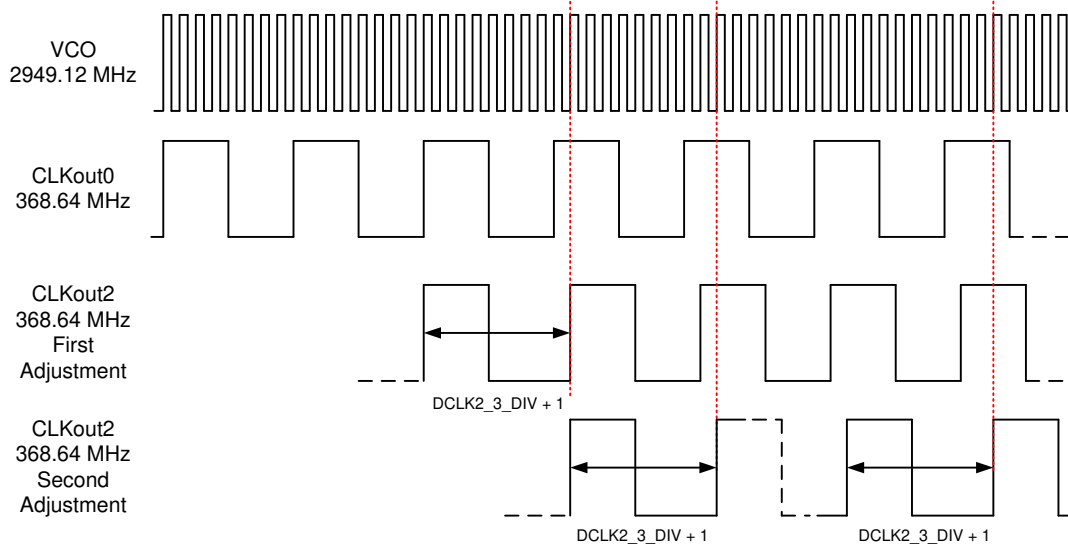 VCO
2949.12 MHz
CLKout0
368.64 MHz
CLKout2
368.64 MHz
First
Adjustment
DCLK2_3_DIV + 1
CLKout2
368.64 MHz
Second
Adjustment
DCLK2_3_DIV + 1
DCLK2_3_DIV + 1